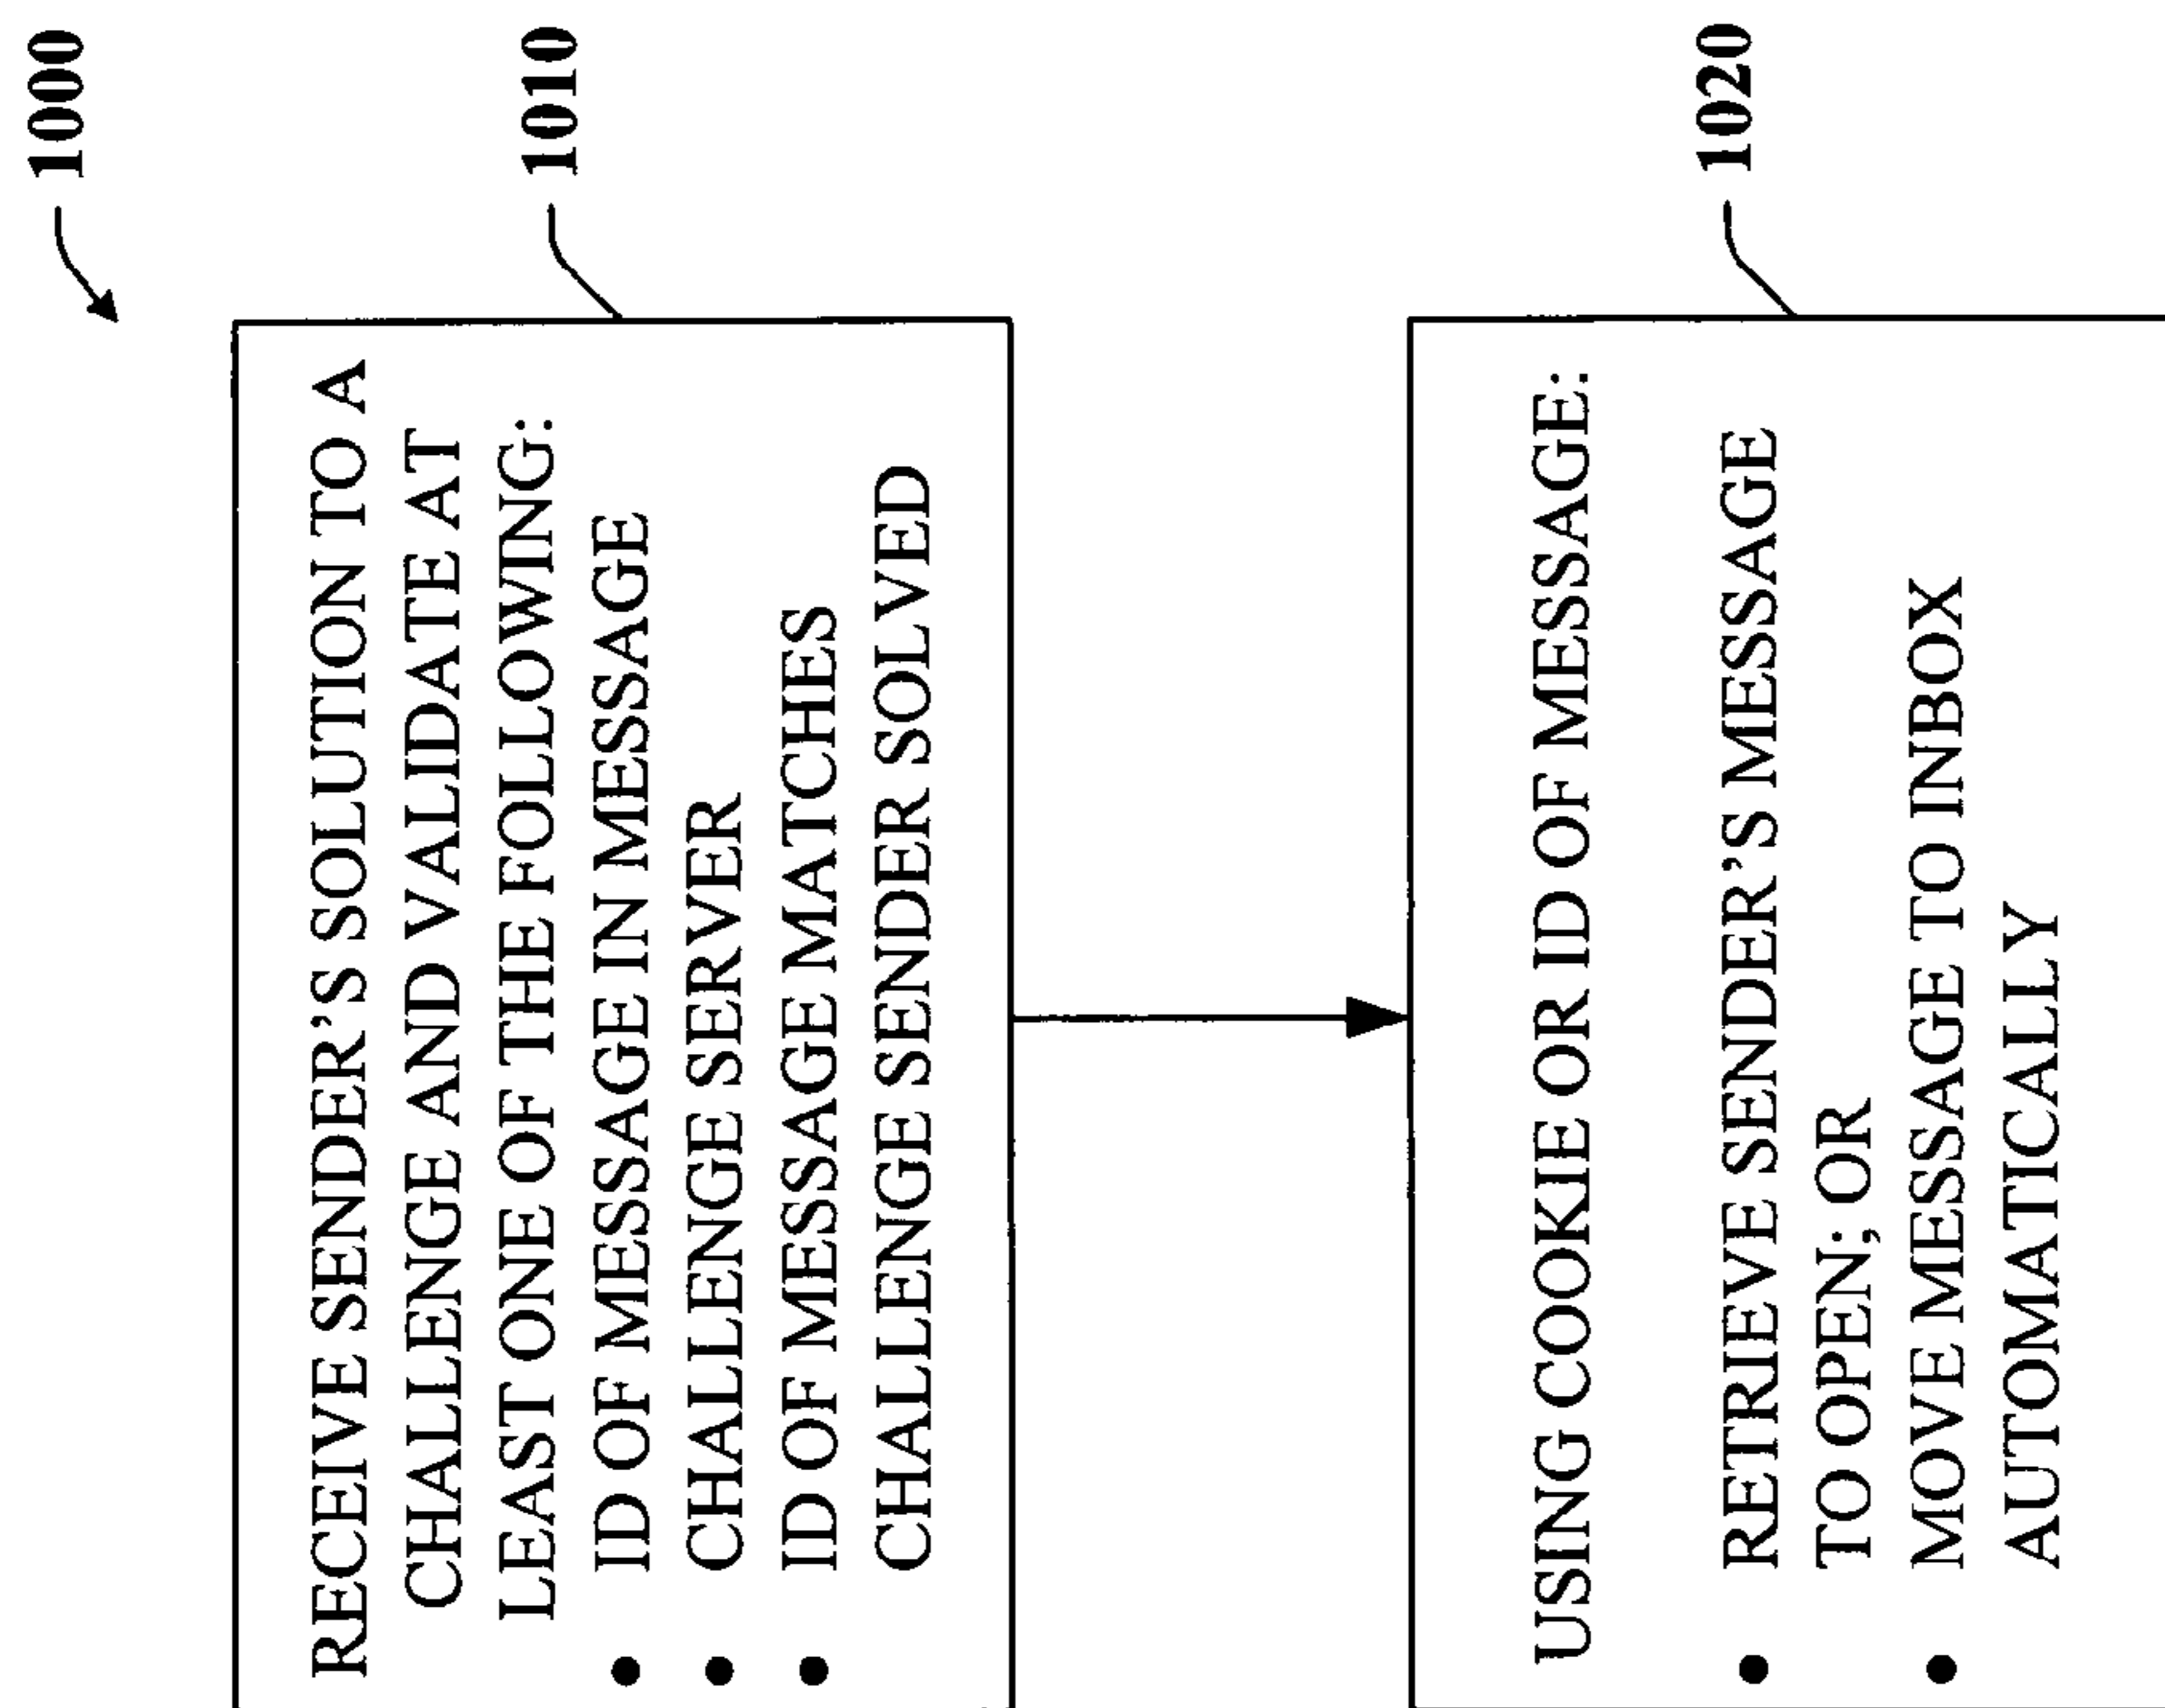 1000
RECEIVE SENDER'S SOLUTION TO A
CHALLENGE AND VALIDATE AT
LEAST ONE OF THE FOLLOWING:
• ID OF MESSAGE IN MESSAGE
• CHALLENGE SERVER
• ID OF MESSAGE MATCHES
CHALLENGE SENDER SOLVED
1010
USING COOKIE OR ID OF MESSAGE:
• RETRIEVE SENDER'S MESSAGE
TO OPEN; OR
• MOVE MESSAGE TO INBOX
AUTOMATICALLY
1020